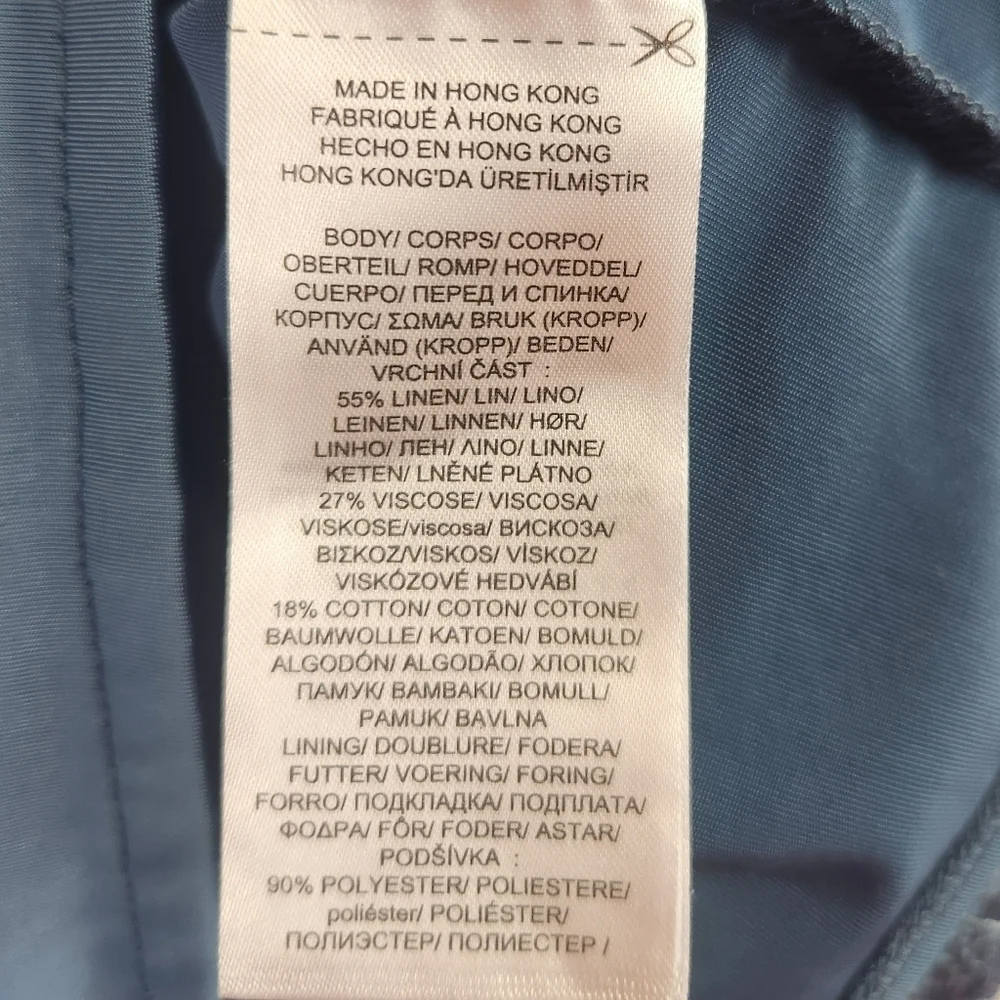 MADE IN HONG KONG
FABRIQUÉ À HONG KONG
HECHO EN HONG KONG
HONG KONG'DA ÜRETİLMİŞTİR
BODY/ CORPS/ CORPO/
OBERTEIL/ ROMP/ HOVEDDEL/
CUERPO/ ПЕРЕД И СПИНКА/
КОРПУС/ ΣΩΜΑ/ BRUK (KROPP)/
ANVÄND (KROPP)/ BEDEN/
VRCHNÍ ČÁST :
55% LINEN/ LIN/ LINO/
LEINEN/ LINNEN/ HØR/
LINHO/ ЛЕН/ ΛΙΝΟ/ LINNE/
KETEN/ LNĚNÉ PLÁTNO
27% VISCOSE/ VISCOSA/
VISKOSE/viscosa/ ВИСКОЗА/
ΒΙΣΚΟΖ/VISKOS/ VİSKOZ/
VISKÓZOVÉ HEDVÁBÍ
18% COTTON/ COTON/ COTONE/
BAUMWOLLE/ KATOEN/ BOMULD/
ALGODÓN/ ALGODÃO/ ХЛОПОК/
ПАМУК/ ΒΑΜΒΑΚΙ/ BOMULL/
PAMUK/ BAVLNA
LINING/ DOUBLURE/ FODERA/
FUTTER/ VOERING/ FORING/
FORRO/ ПОДКЛАДКА/ ПОДПЛАТА/
ΦΟΔΡΑ/ FÔR/ FODER/ ASTAR/
PODŠÍVKA :
90% POLYESTER/ POLIESTERE/
poliéster/ POLIÉSTER/
ПОЛИЭСТЕР/ ПОЛИЕСТЕР /